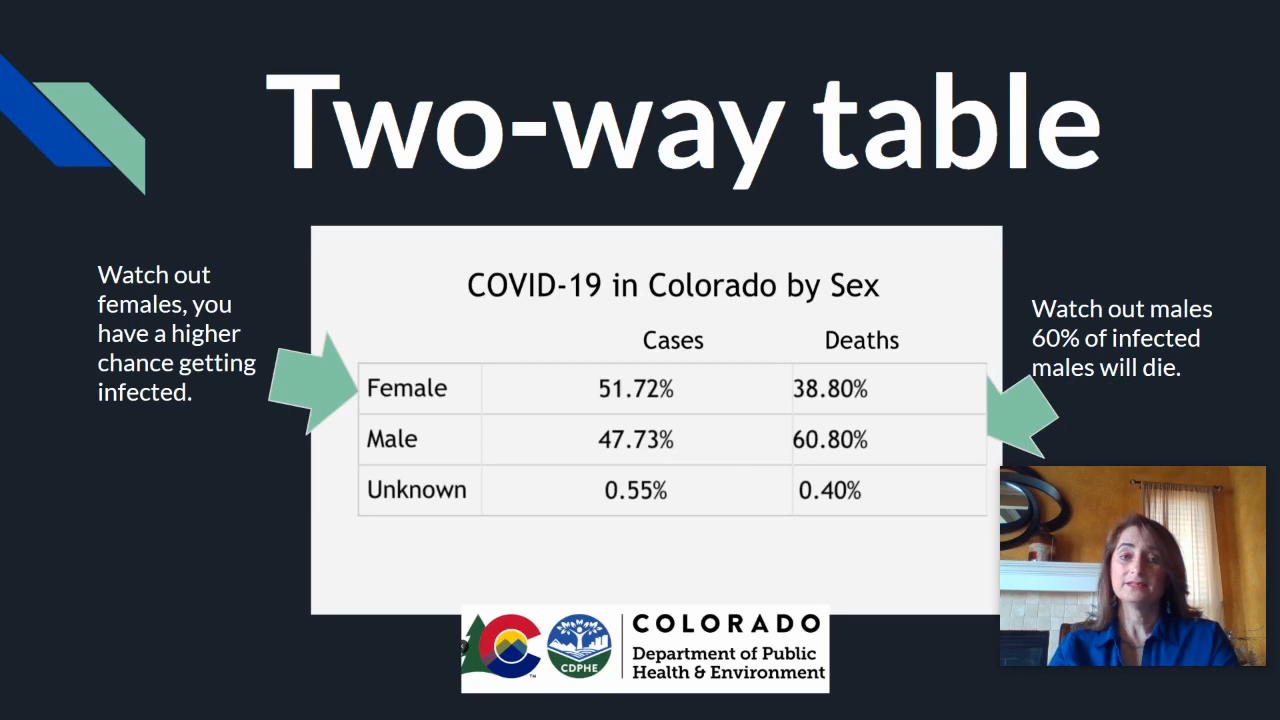 Two-way table
Watch out
females, you
have a higher
chance getting
infected.
COVID-19 in Colorado by Sex
Cases Deaths
Female 51.72% 38.80%
Male 47.73% 60.80%
Unknown 0.55% 0.40%
Watch out males
60% of infected
males will die.
CDPHE
TM
COLORADO
Department of Public
Health & Environment